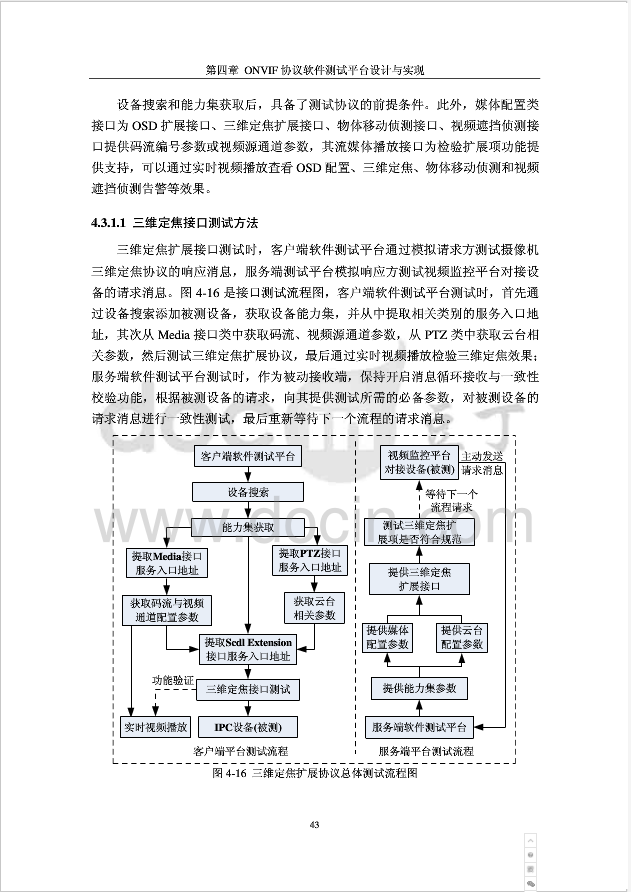 第四章 ONVIF 协议软件测试平台设计与实现
设备搜索和能力集获取后，具备了测试协议的前提条件。此外，媒体配置类
接口为 OSD 扩展接口、三维定焦扩展接口、物体移动侦测接口、视频遮挡侦测接
口提供码流编号参数或视频源通道参数，其流媒体播放接口为检验扩展项功能提
供支持，可以通过实时视频播放查看 OSD 配置、三维定焦、物体移动侦测和视频
遮挡侦测告警等效果。
4.3.1.1 三维定焦接口测试方法
三维定焦扩展接口测试时，客户端软件测试平台通过模拟请求方测试摄像机
三维定焦协议的响应消息，服务端测试平台模拟响应方测试视频监控平台对接设
备的请求消息。图 4-16 是接口测试流程图，客户端软件测试平台测试时，首先通
过设备搜索添加被测设备，获取设备能力集，并从中提取相关类别的服务入口地
址，其次从 Media 接口类中获取码流、视频源通道参数，从 PTZ 类中获取云台相
关参数，然后测试三维定焦扩展协议，最后通过实时视频播放检验三维定焦效果；
服务端软件测试平台测试时，作为被动接收端，保持开启消息循环接收与一致性
校验功能，根据被测设备的请求，向其提供测试所需的必备参数，对被测设备的
请求消息进行一致性测试，最后重新等待下一个流程的请求消息。
客户端软件测试平台
设备搜索
能力集获取
提取Media接口
服务入口地址
提取PTZ接口
服务入口地址
获取码流与视频
通道配置参数
获取云台
相关参数
提取Scdl Extension
接口服务入口地址
功能验证
三维定焦接口测试
实时视频播放
IPC设备(被测)
客户端平台测试流程
视频监控平台
对接设备(被测)
主动发送
请求消息
等待下一个
流程请求
测试三维定焦扩
展项是否符合规范
提供三维定焦
扩展接口
提供媒体
配置参数
提供云台
配置参数
提供能力集参数
服务端软件测试平台
服务端平台测试流程
图 4-16 三维定焦扩展协议总体测试流程图
43
www.docin.com
docin 豆丁